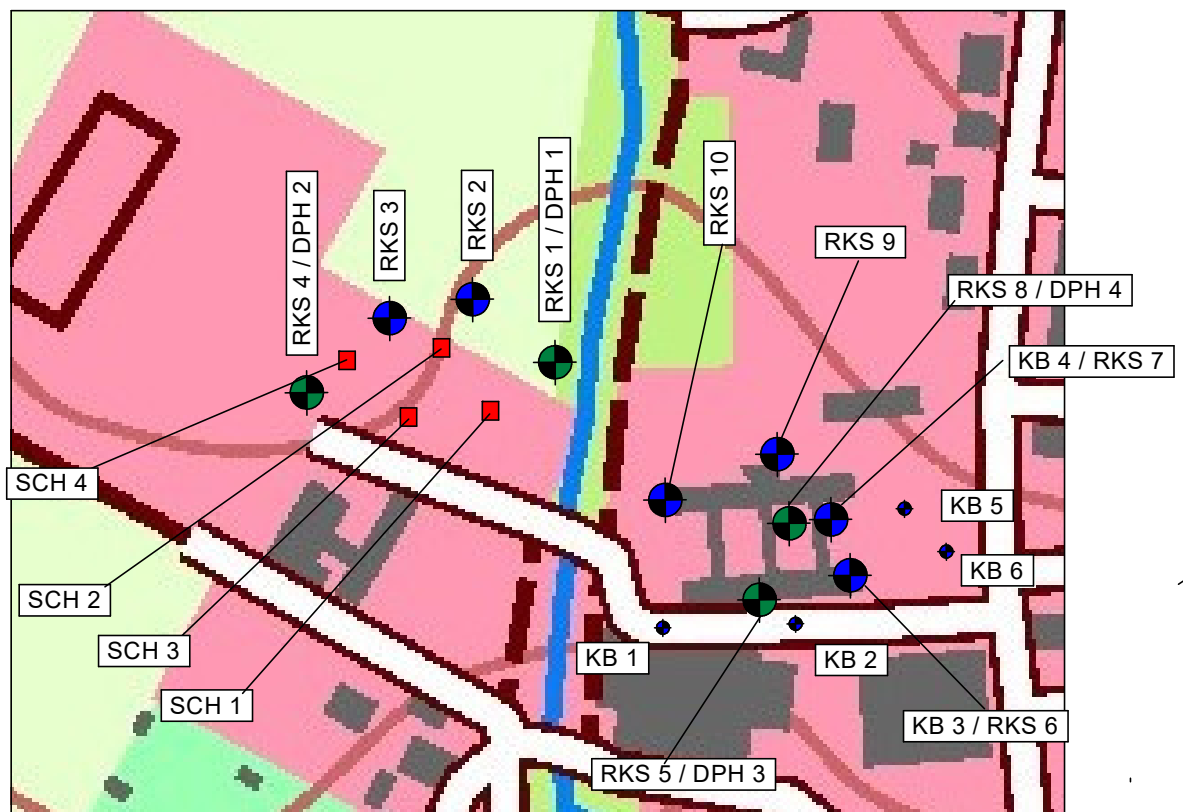 RKS 4 / DPH 2
RKS 3
RKS 2
RKS 1 / DPH 1
RKS 10
RKS 9
RKS 8 / DPH 4
KB 4 / RKS 7
SCH 4
KB 5
KB 6
SCH 2
SCH 3
KB 1
KB 2
SCH 1
KB 3 / RKS 6
RKS 5 / DPH 3